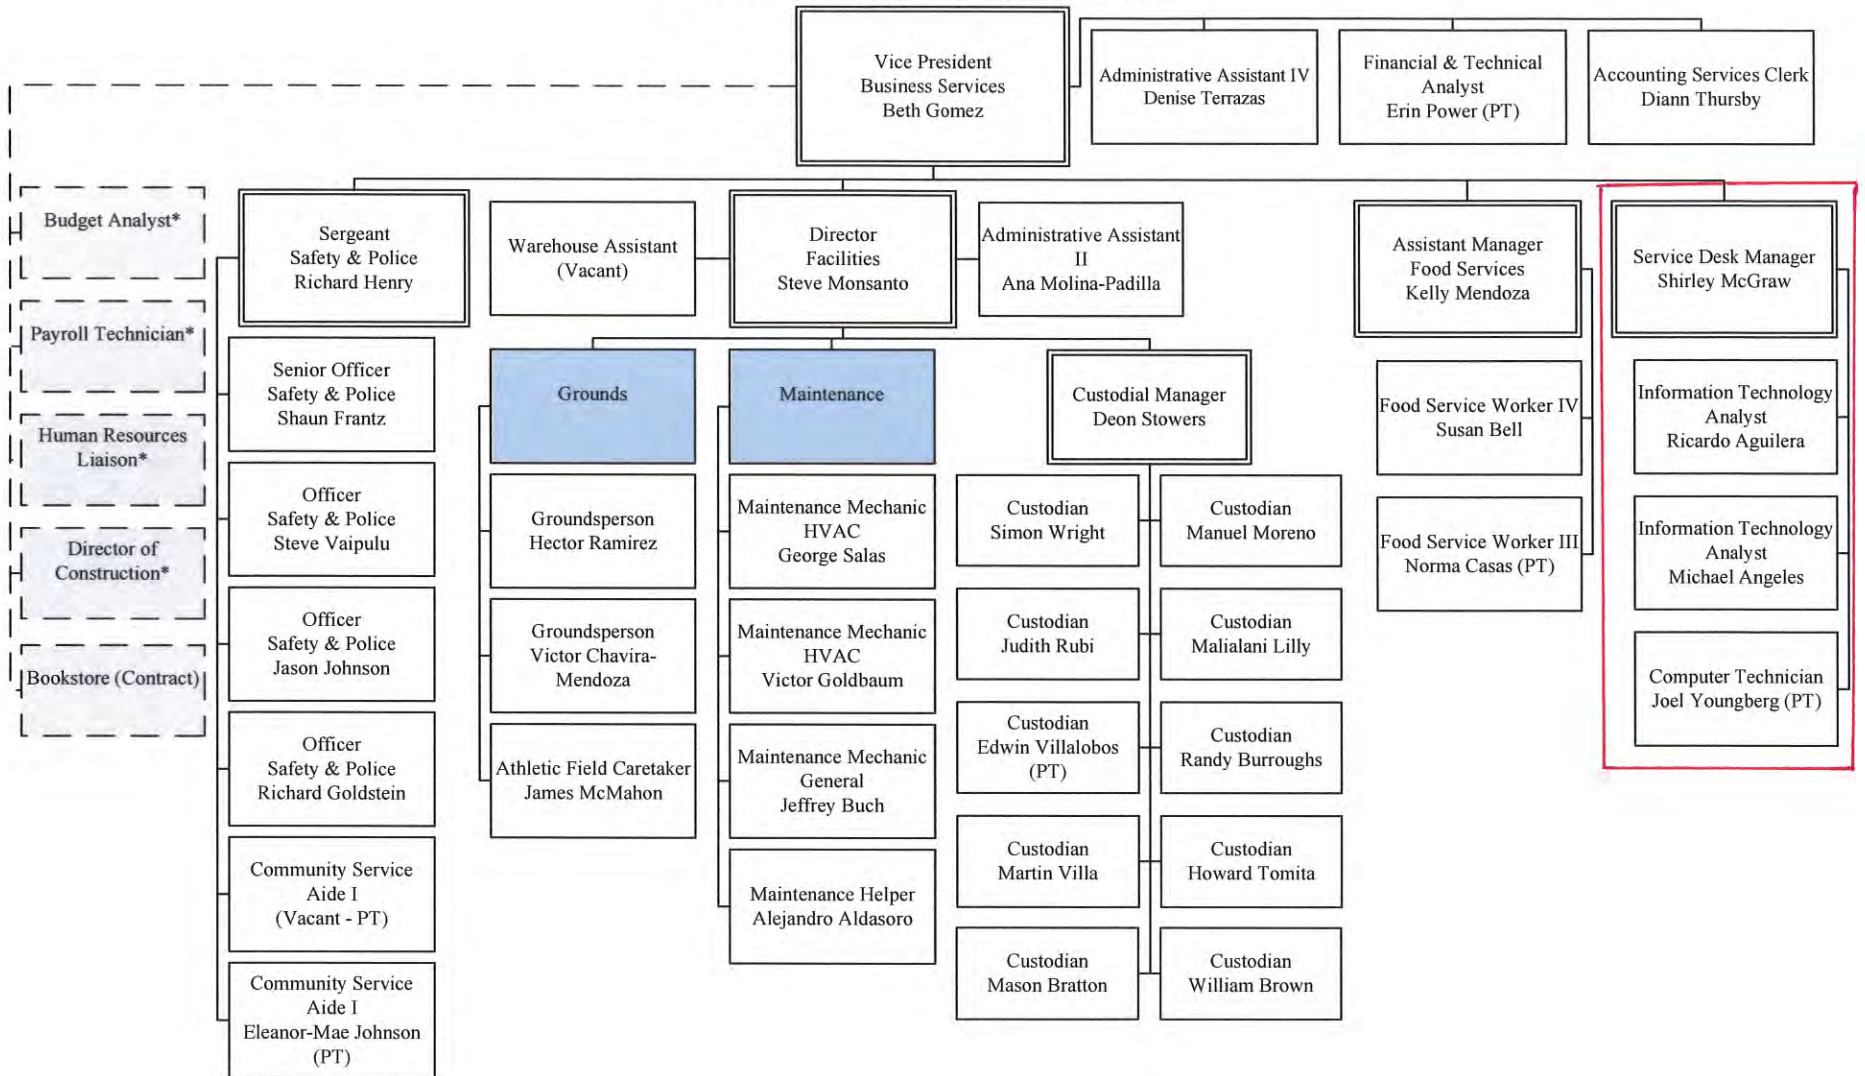 Vice President
Business Services
Beth Gomez
Administrative Assistant IV
Denise Terrazas
Financial & Technical
Analyst
Erin Power (PT)
Accounting Services Clerk
Diann Thursby
Budget Analyst*
Payroll Technician*
Human Resources
Liaison*
Director of
Construction*
Bookstore (Contract)
Sergeant
Safety & Police
Richard Henry
Senior Officer
Safety & Police
Shaun Frantz
Officer
Safety & Police
Steve Vaipulu
Officer
Safety & Police
Jason Johnson
Officer
Safety & Police
Richard Goldstein
Community Service
Aide I
(Vacant - PT)
Community Service
Aide I
Eleanor-Mae Johnson
(PT)
Warehouse Assistant
(Vacant)
Director
Facilities
Steve Monsanto
Administrative Assistant
II
Ana Molina-Padilla
Grounds
Groundsperson
Hector Ramirez
Groundsperson
Victor Chavira-
Mendoza
Athletic Field Caretaker
James McMahon
Maintenance
Maintenance Mechanic
HVAC
George Salas
Maintenance Mechanic
HVAC
Victor Goldbaum
Maintenance Mechanic
General
Jeffrey Buch
Maintenance Helper
Alejandro Aldasoro
Custodial Manager
Deon Stowers
Custodian
Simon Wright
Custodian
Manuel Moreno
Custodian
Judith Rubi
Custodian
Malialani Lilly
Custodian
Edwin Villalobos
(PT)
Custodian
Randy Burroughs
Custodian
Martin Villa
Custodian
Howard Tomita
Custodian
Mason Bratton
Custodian
William Brown
Assistant Manager
Food Services
Kelly Mendoza
Food Service Worker IV
Susan Bell
Food Service Worker III
Norma Casas (PT)
Service Desk Manager
Shirley McGraw
Information Technology
Analyst
Ricardo Aguilera
Information Technology
Analyst
Michael Angeles
Computer Technician
Joel Youngberg (PT)